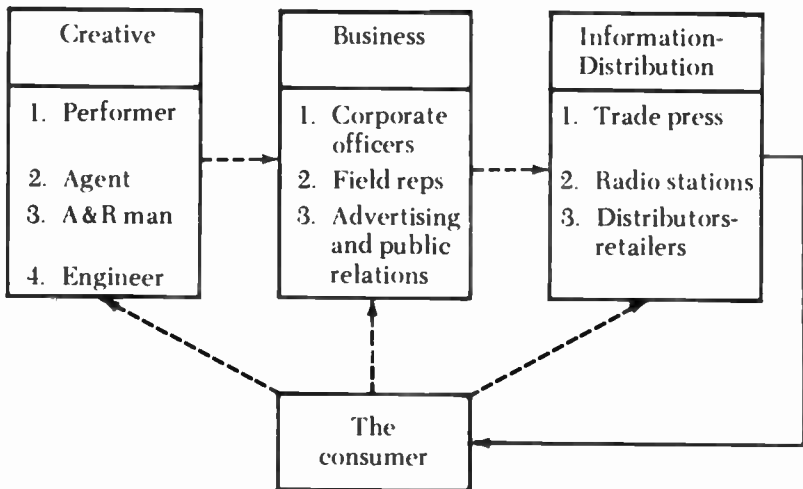 Creative
1. Performer
2. Agent
3. A&R man
4. Engineer
Business
1. Corporate
officers
2. Field reps
3. Advertising
and public
relations
Information-
Distribution
1. Trade press
2. Radio stations
3. Distributors-
retailers
The
consumer